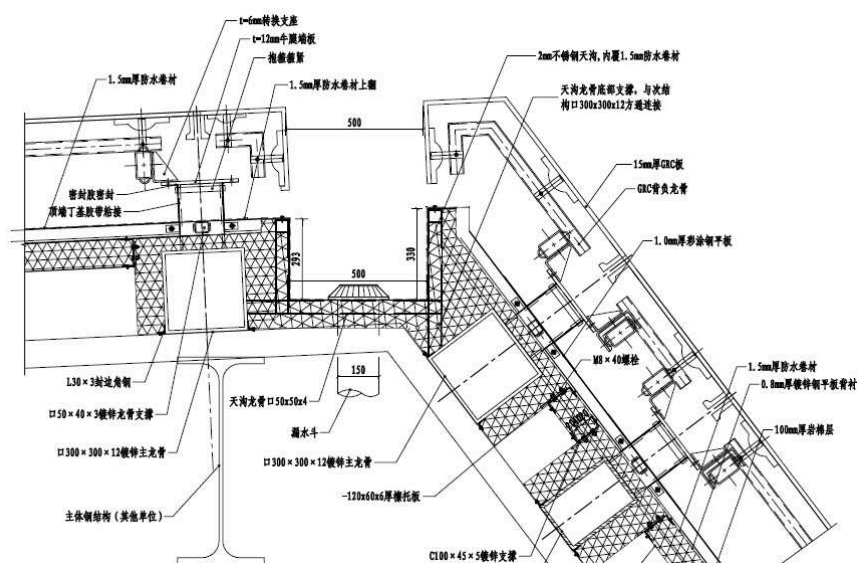 t=6mm转换支座
t=12mm牛腿端板
抱箍箍紧
1.5mm厚防水卷材
1.5mm厚防水卷材上翻
2mm不锈钢天沟,内覆1.5mm防水卷材
天沟龙骨底部支撑，与次结
构口300x300x12方通连接
500
15mm厚GRC板
GRC背负龙骨
密封胶密封
顶端丁基胶带粘接
1.0mm厚彩涂钢平板
293
330
500
M8×40螺栓
1.5mm厚防水卷材
0.8mm厚镀锌钢平板背衬
L30×3封边角钢
150
天沟龙骨口50x50x4
口50×40×3镀锌龙骨支撑
100mm厚岩棉层
漏水斗
口300×300×12镀锌主龙骨
口300×300×12镀锌主龙骨
-120x60x6厚檩托板
主体钢结构（其他单位）
C100×45×5镀锌支撑